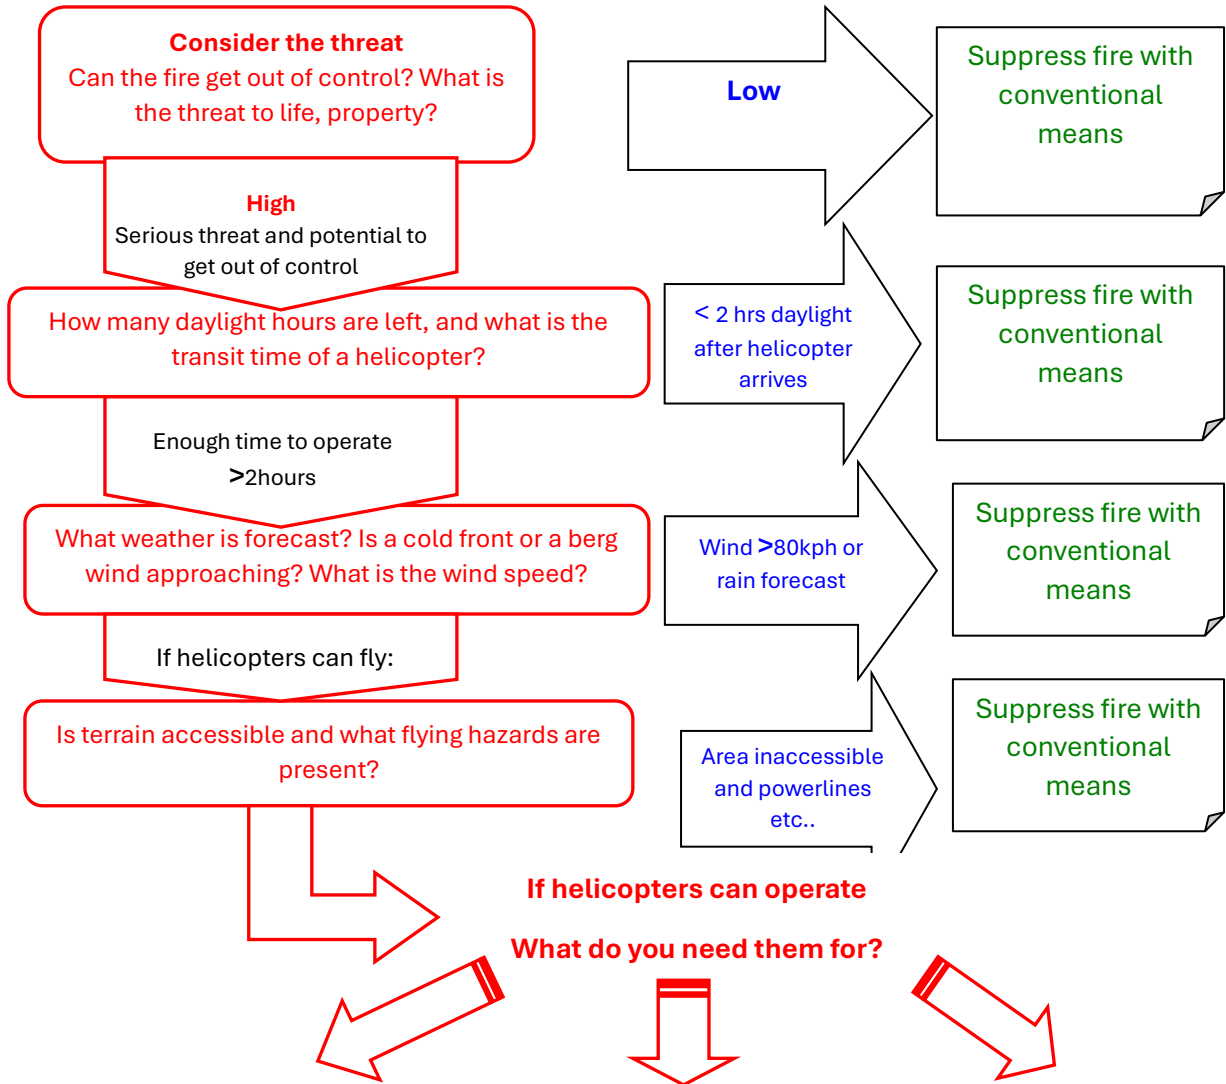 Consider the threat
Can the fire get out of control? What is
the threat to life, property?
Low
Suppress fire with
conventional
means
High
Serious threat and potential to
get out of control
How many daylight hours are left, and what is the
transit time of a helicopter?
< 2 hrs daylight
after helicopter
arrives
Suppress fire with
conventional
means
Enough time to operate
>2hours
What weather is forecast? Is a cold front or a berg
wind approaching? What is the wind speed?
Wind >80kph or
rain forecast
Suppress fire with
conventional
means
If helicopters can fly:
Is terrain accessible and what flying hazards are
present?
Area inaccessible
and powerlines
etc..
Suppress fire with
conventional
means
If helicopters can operate
What do you need them for?